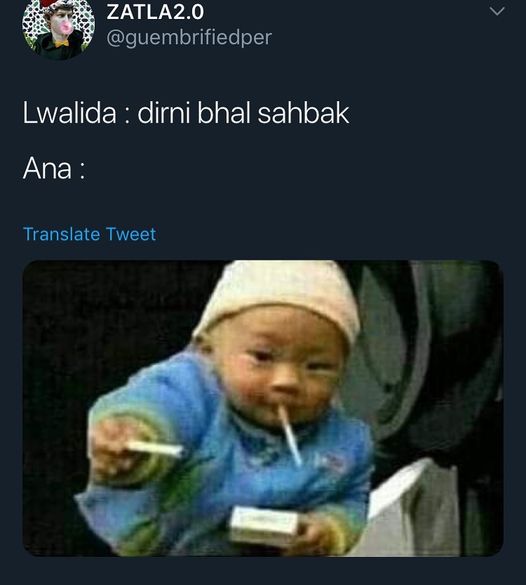 ZATLA2.0
@guembrifiedper
Lwalida : dirni bhal sahbak
Ana :
Translate Tweet